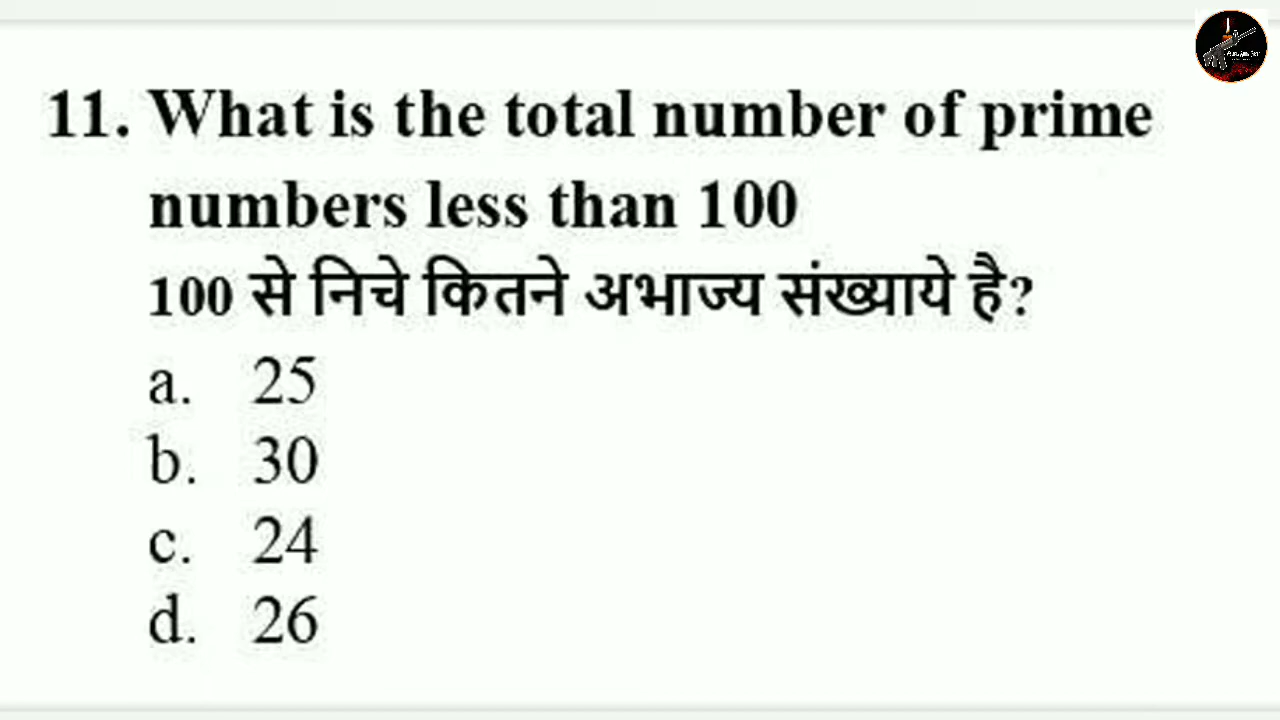 11. What is the total number of prime
numbers less than 100
100 से निचे कितने अभाज्य संख्याये है?
a. 25
b. 30
c. 24
d. 26